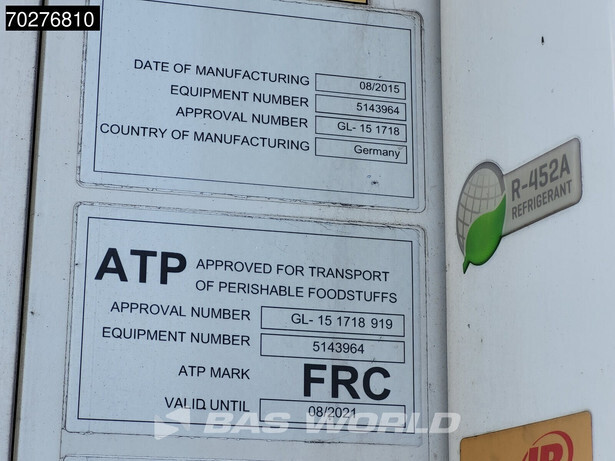 70276810
DATE OF MANUFACTURING 08/2015
EQUIPMENT NUMBER 5143964
APPROVAL NUMBER GL- 15 1718
COUNTRY OF MANUFACTURING Germany
R-452A
REFRIGERANT
ATP APPROVED FOR TRANSPORT
OF PERISHABLE FOODSTUFFS
APPROVAL NUMBER GL- 15 1718 919
EQUIPMENT NUMBER 5143964
ATP MARK FRC
VALID UNTIL 08/2021
BAS WORLD